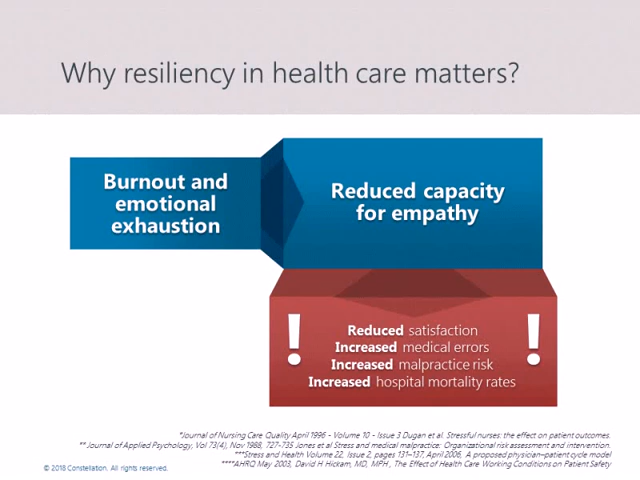 Why resiliency in health care matters?
Burnout and
emotional
exhaustion
Reduced capacity
for empathy
! !
Reduced satisfaction
Increased medical errors
Increased malpractice risk
Increased hospital mortality rates
*Journal of Nursing Care Quality April 1996 - Volume 10 - Issue 3 Dugan et al. Stressful nurses: the effect on patient outcomes.
** Journal of Applied Psychology, Vol 73(4), Nov 1988, 727-735 Jones et al Stress and medical malpractice: Organizational risk assessment and intervention.
***Stress and Health Volume 22, Issue 2, pages 131–137, April 2006, A proposed physician–patient cycle model
****AHRQ May 2003, David H Hickam, MD, MPH, The Effect of Health Care Working Conditions on Patient Safety
© 2018 Constellation. All rights reserved.